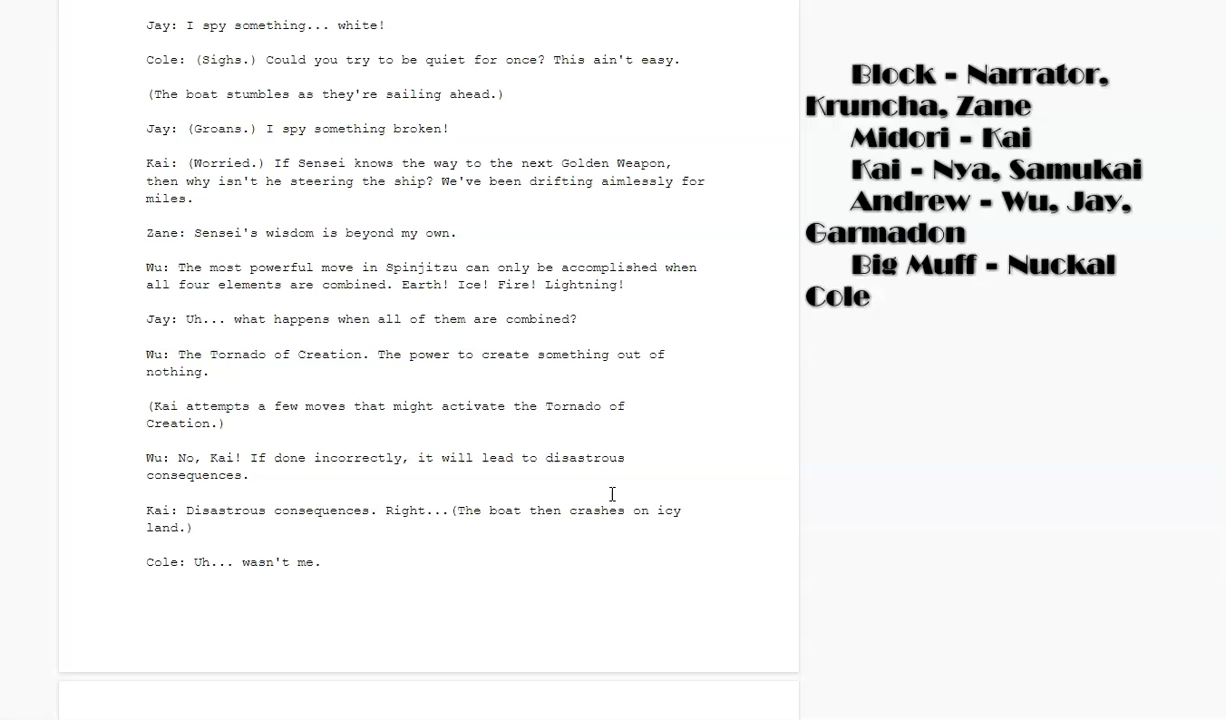 Jay: I spy something... white!
Cole: (Sighs.) Could you try to be quiet for once? This ain't easy.
(The boat stumbles as they're sailing ahead.)
Jay: (Groans.) I spy something broken!
Kai: (Worried.) If Sensei knows the way to the next Golden Weapon,
then why isn't he steering the ship? We've been drifting aimlessly for
miles.
Zane: Sensei's wisdom is beyond my own.
Wu: The most powerful move in Spinjitzu can only be accomplished when
all four elements are combined. Earth! Ice! Fire! Lightning!
Jay: Uh... what happens when all of them are combined?
Wu: The Tornado of Creation. The power to create something out of
nothing.
(Kai attempts a few moves that might activate the Tornado of
Creation.)
Wu: No, Kai! If done incorrectly, it will lead to disastrous
consequences.
Kai: Disastrous consequences. Right...(The boat then crashes on icy
land.)
Cole: Uh... wasn't me.
Block - Narrator,
Kruncha, Zane
Midori - Kai
Kai - Nya, Samukai
Andrew - Wu, Jay,
Garmadon
Big Muff - Nuckal
Cole